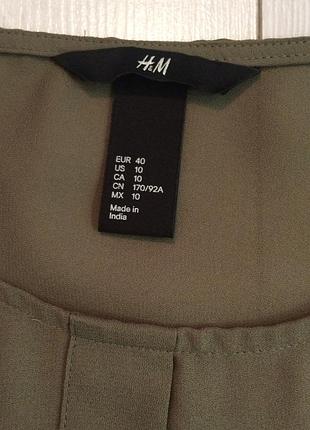 H&M
EUR 40
US 10
CA 10
CN 170/92A
MX 10
Made in
India